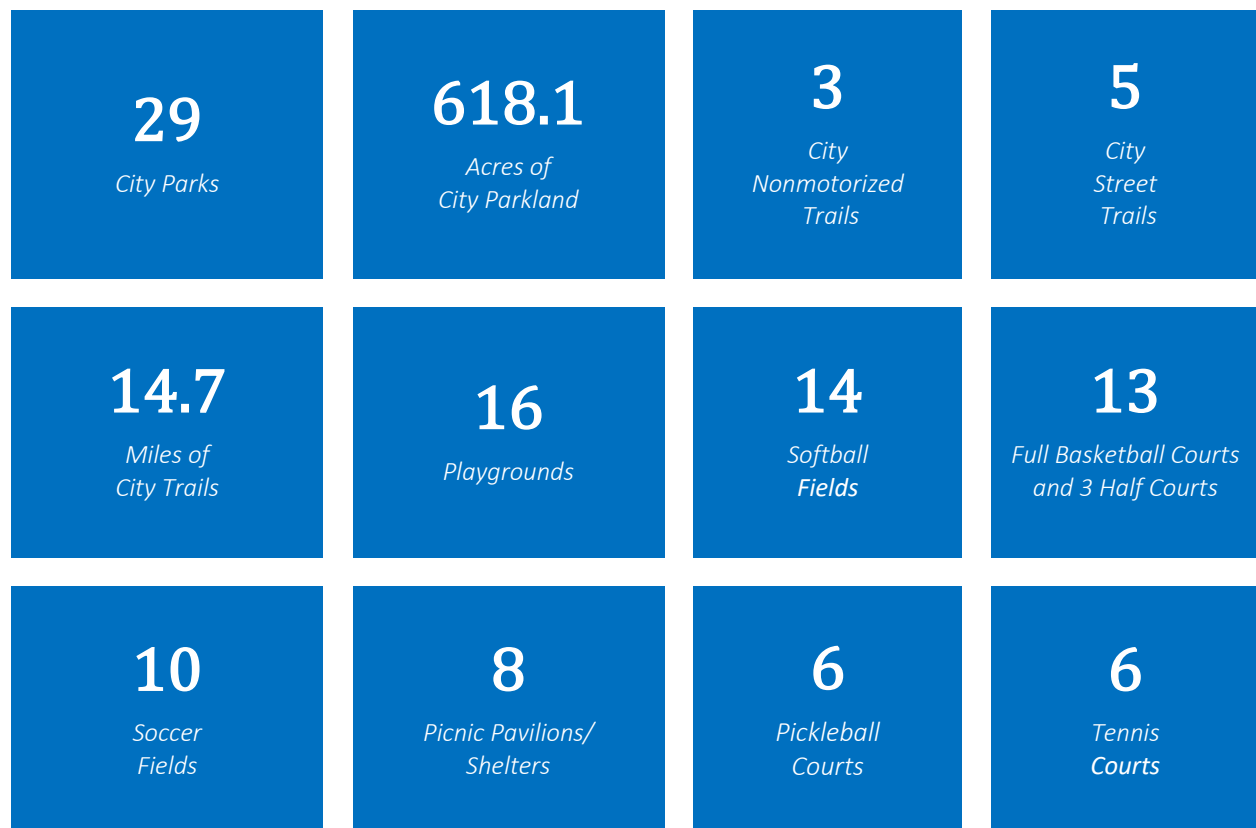 29
City Parks
618.1
Acres of
City Parkland
3
City
Nonmotorized
Trails
5
City
Street
Trails
14.7
Miles of
City Trails
16
Playgrounds
14
Softball
Fields
13
Full Basketball Courts
and 3 Half Courts
10
Soccer
Fields
8
Picnic Pavilions/
Shelters
6
Pickleball
Courts
6
Tennis
Courts